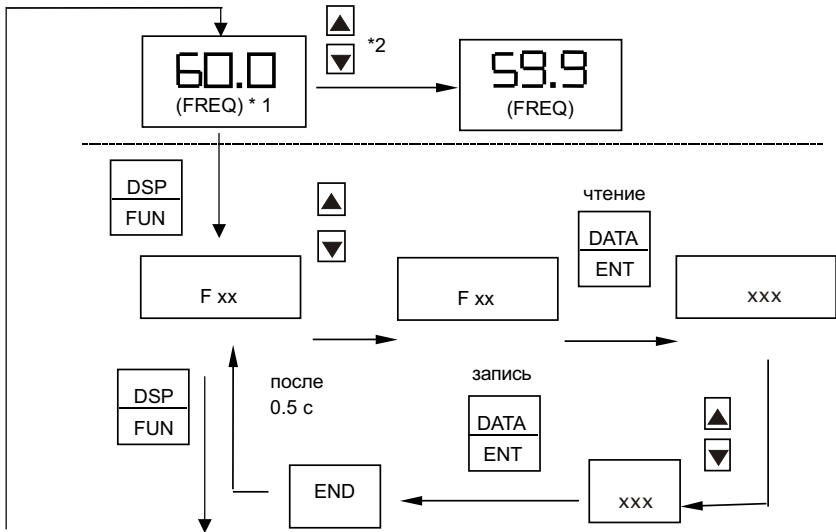 *2
60.0
(FREQ) * 1
59.9
(FREQ)
DSP
FUN
чтение
DATA
ENT
F xx
F xx
xxx
DSP
FUN
после
0.5 с
запись
DATA
ENT
END
xxx